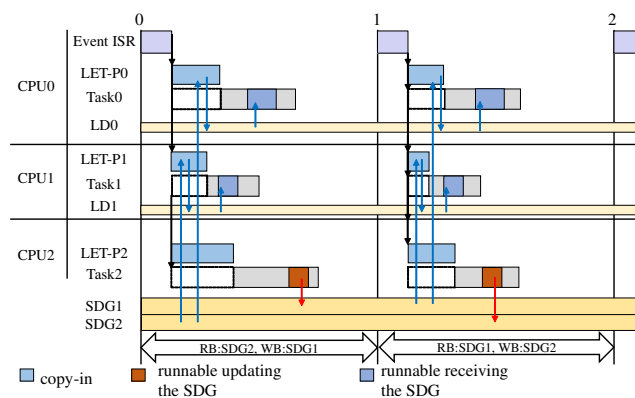 0 1 2
Event ISR
LET-P0
CPU0
Task0
LD0
LET-P1
CPU1
Task1
LD1
LET-P2
CPU2
Task2
SDG1
SDG2
RB:SDG2, WB:SDG1 RB:SDG1, WB:SDG2
copy-in runnable updating runnable receiving
the SDG the SDG